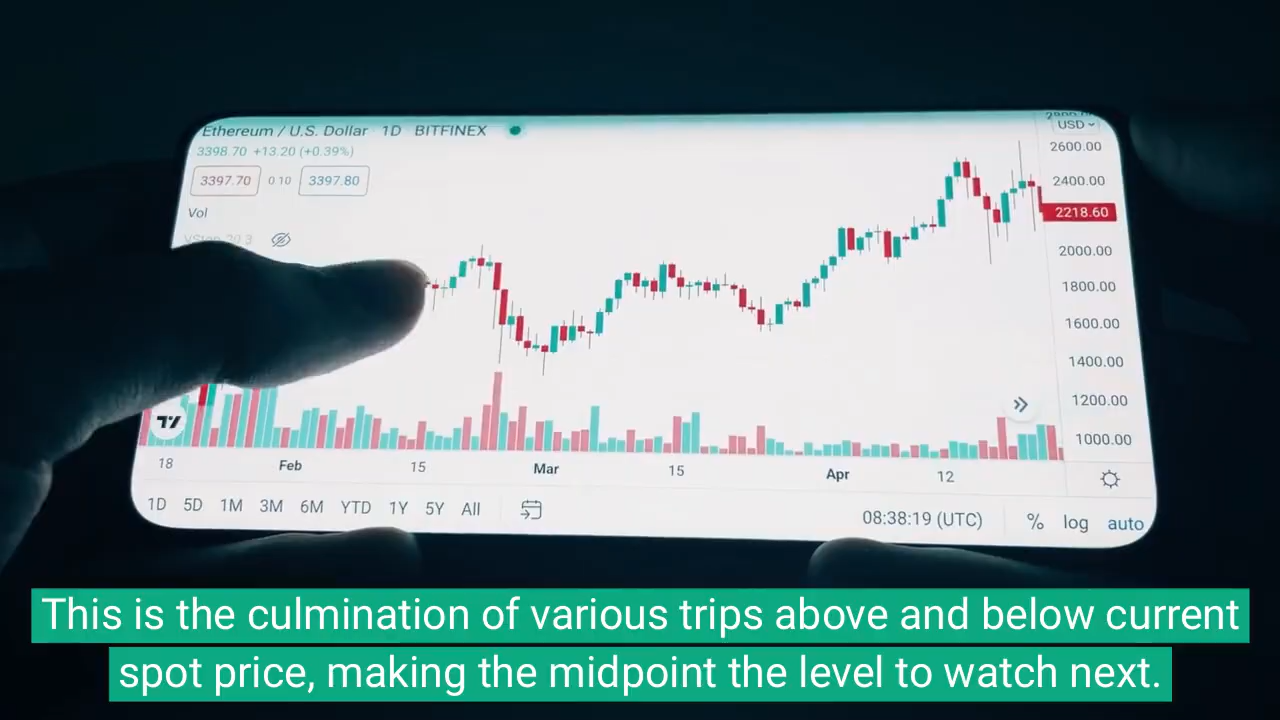 Ethereum / U.S. Dollar 1D BITFINEX
3398.70 +13.20 (+0.39%)
3397.70 0.10 3397.80
Vol
USD
2600.00
2400.00
2218.60
2000.00
1800.00
1600.00
1400.00
1200.00
1000.00
18 Feb 15 Mar 15 Apr 12
1D 5D 1M 3M 6M YTD 1Y 5Y All 08:38:19 (UTC) % log auto
This is the culmination of various trips above and below current
spot price, making the midpoint the level to watch next.